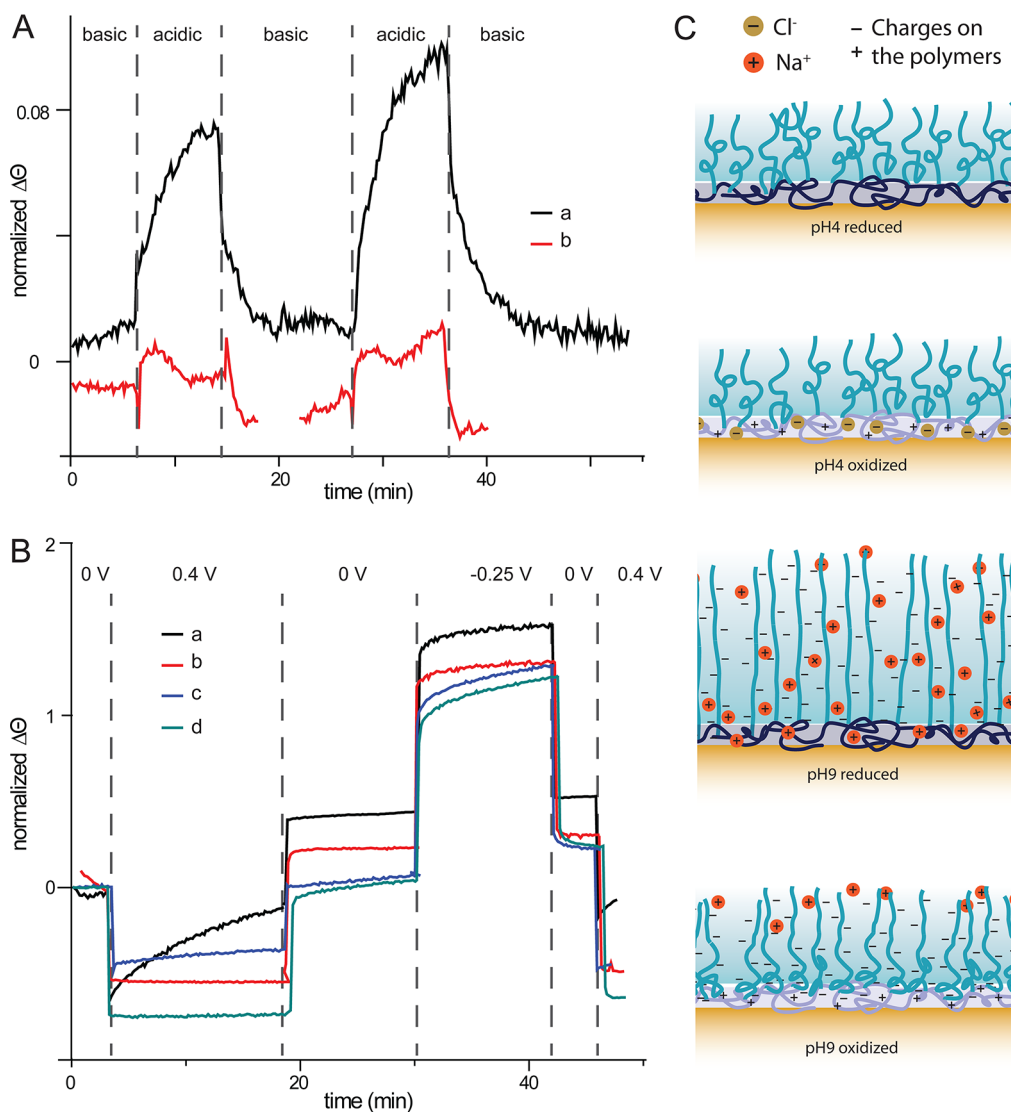 A
basic
acidic
basic
acidic
basic
0.08
0
normalized ΔΘ
a
b
0
20
40
time (min)
B
2
1
0
normalized ΔΘ
0 V
0.4 V
0 V
-0.25 V
0 V
0.4 V
a
b
c
d
0
20
40
time (min)
C
− Cl⁻
+ Na⁺
− Charges on
+ the polymers
pH4 reduced
pH4 oxidized
pH9 reduced
pH9 oxidized